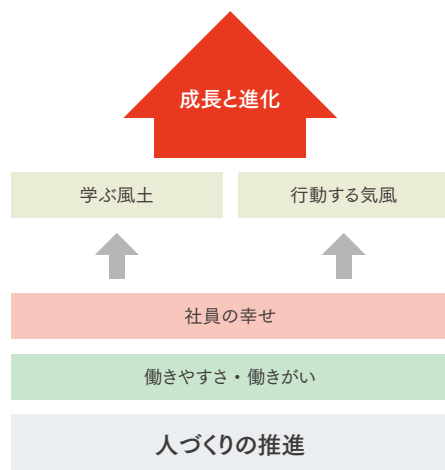 成長と進化
学ぶ風土
行動する気風
社員の幸せ
働きやすさ・働きがい
人づくりの推進